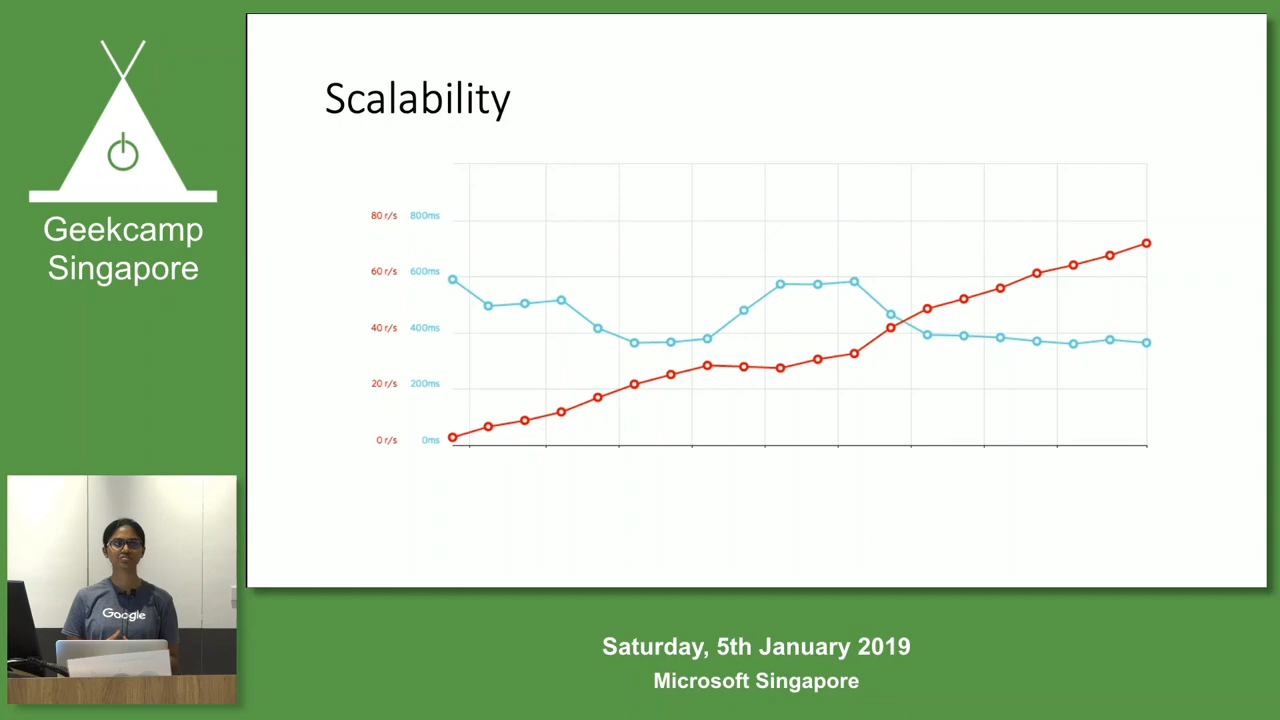 Geekcamp
Singapore
Scalability
80 r/s 800ms
60 r/s 600ms
40 r/s 400ms
20 r/s 200ms
0 r/s 0ms
Google
Saturday, 5th January 2019
Microsoft Singapore